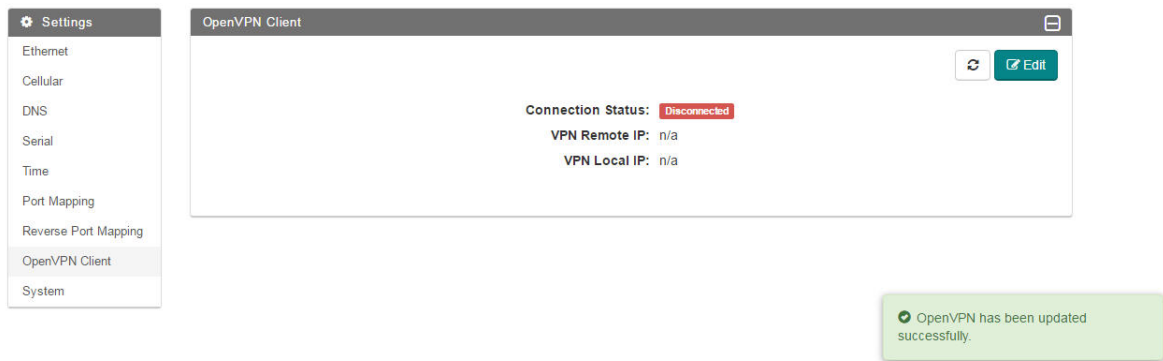 Settings
Ethernet
Cellular
DNS
Serial
Time
Port Mapping
Reverse Port Mapping
OpenVPN Client
System
OpenVPN Client
Edit
Connection Status: Disconnected
VPN Remote IP: n/a
VPN Local IP: n/a
OpenVPN has been updated
successfully.